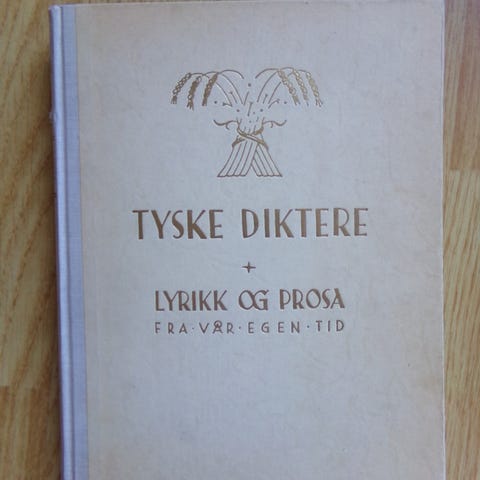 TYSKE DIKTERE
LYRIKK OG PROSA
FRA·VÅR·EGEN·TID